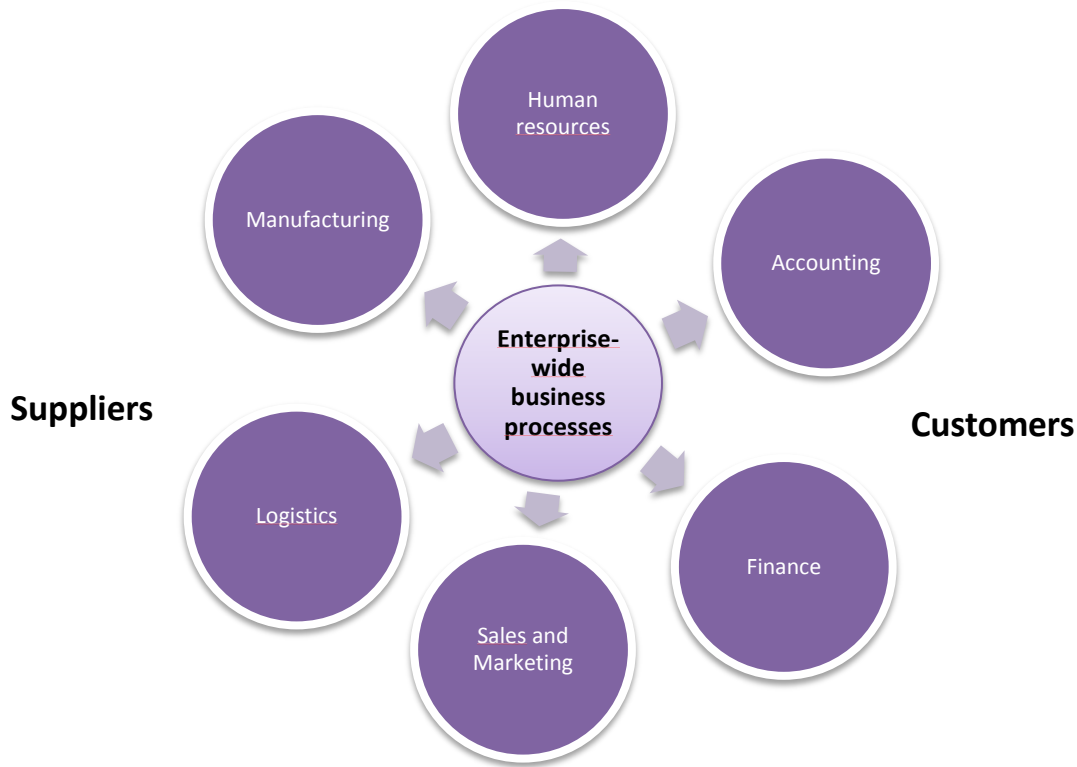 Human
resources
Manufacturing
Accounting
Enterprise-
wide
business
processes
Suppliers
Customers
Logistics
Finance
Sales and
Marketing